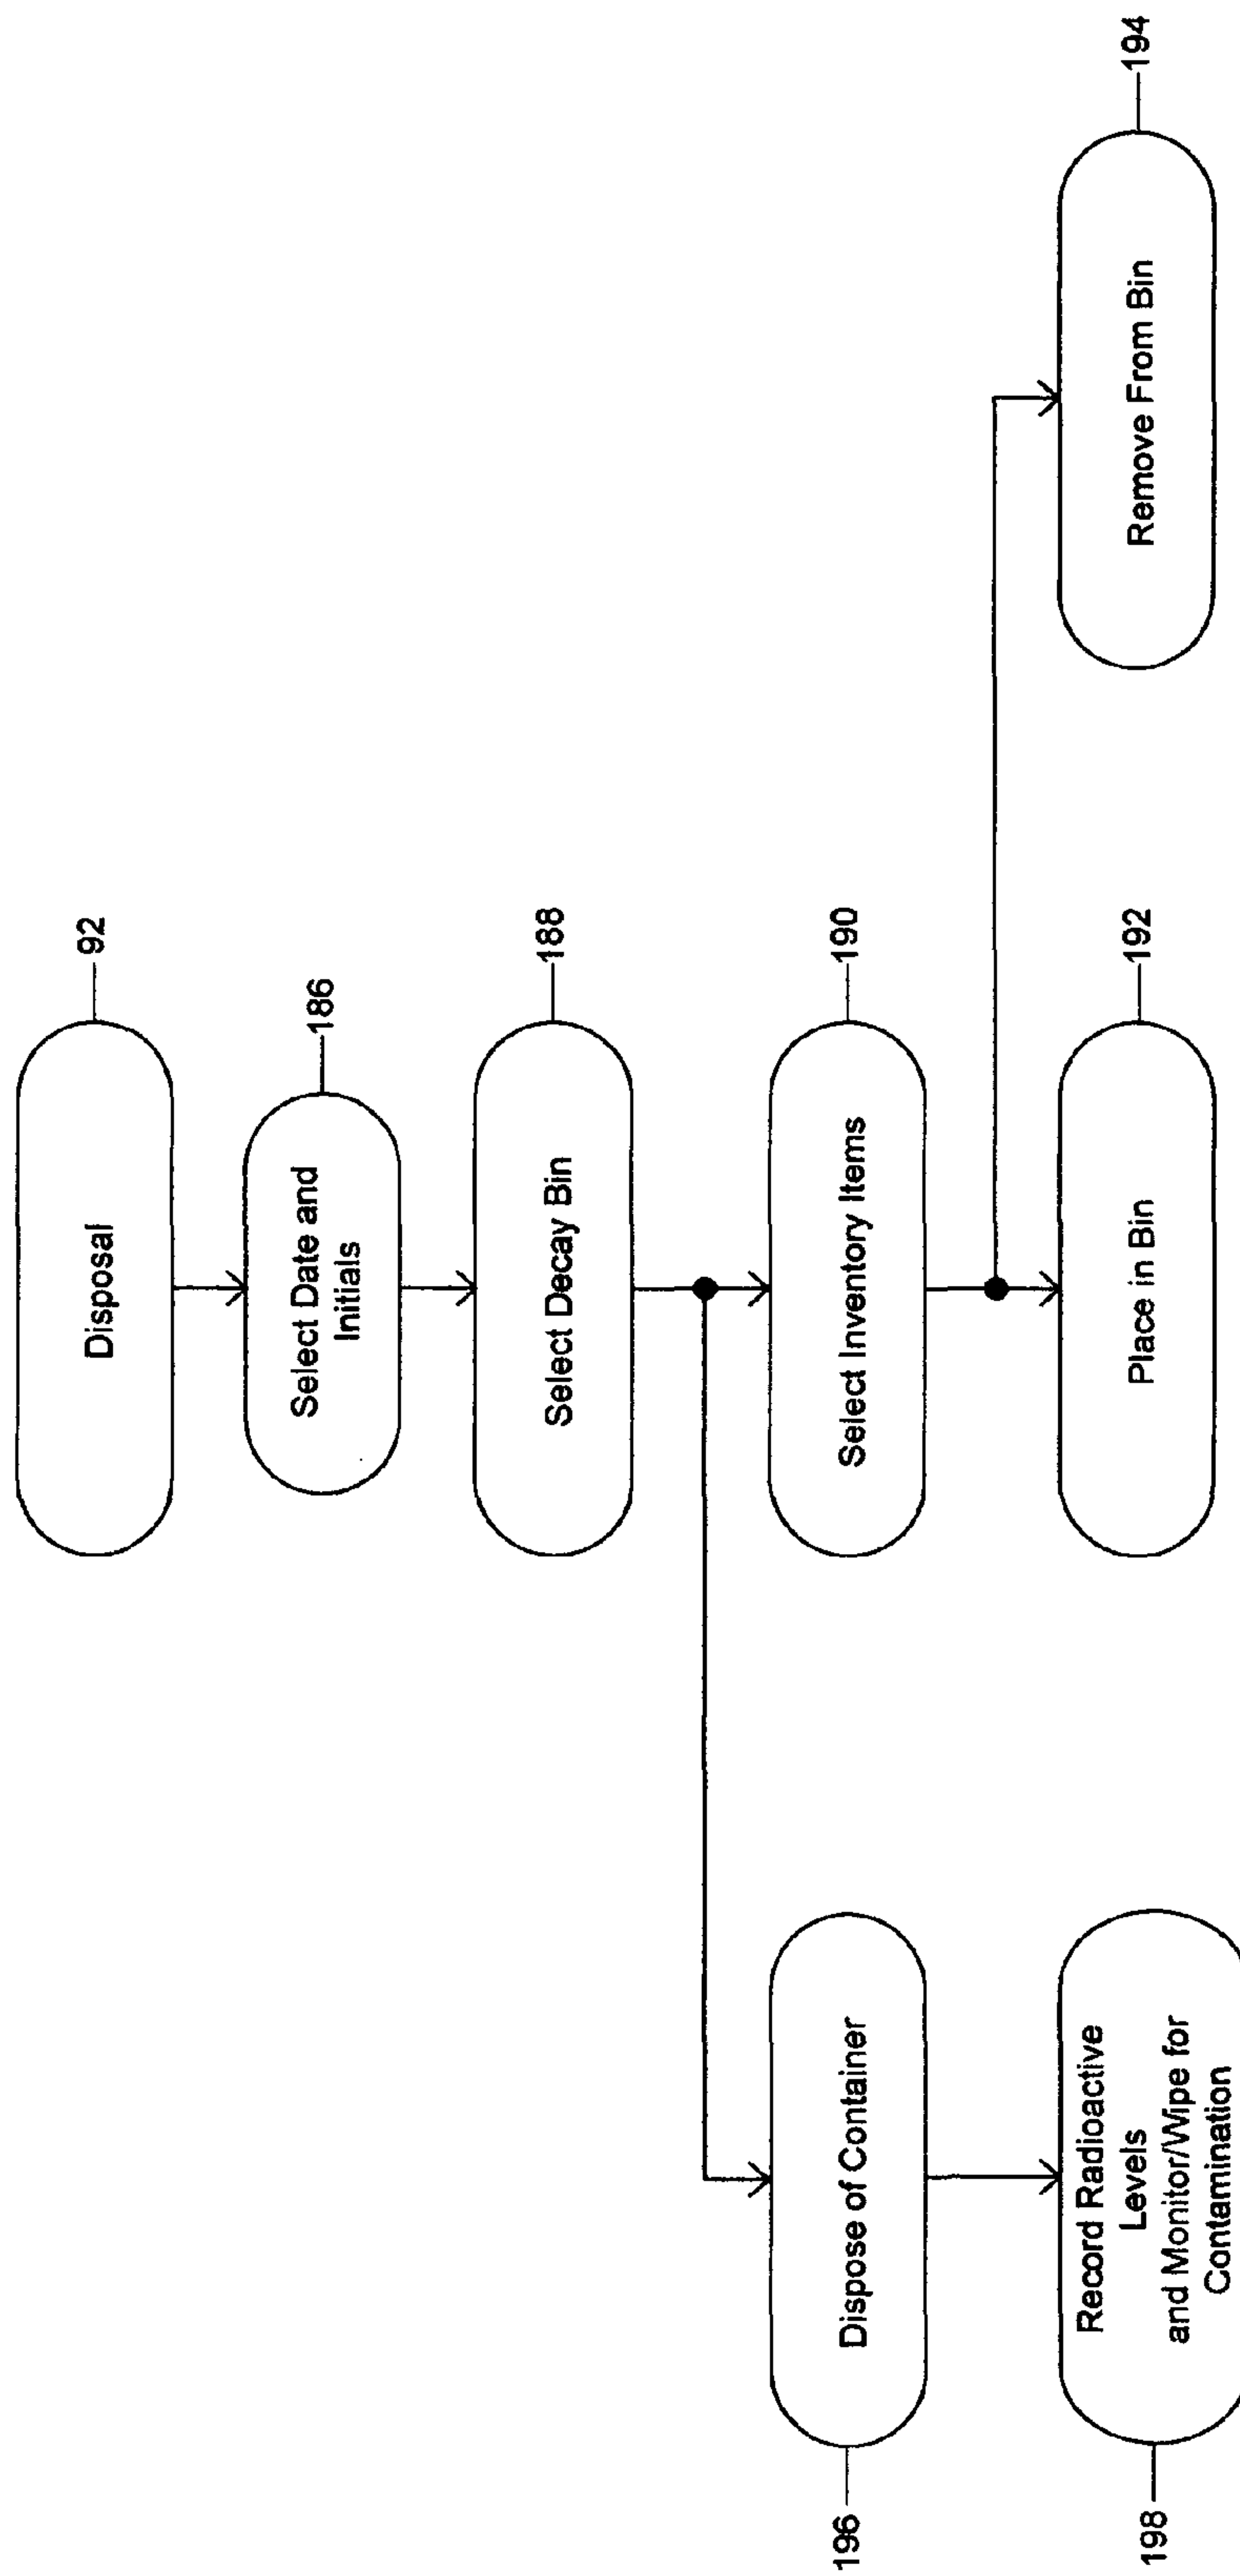 Disposal
92
Select Date and
Initials
186
Select Decay Bin
188
196
Dispose of Container
Select Inventory Items
190
198
Record Radioactive
Levels
and Monitor/Wipe for
Contamination
Place in Bin
192
Remove From Bin
194